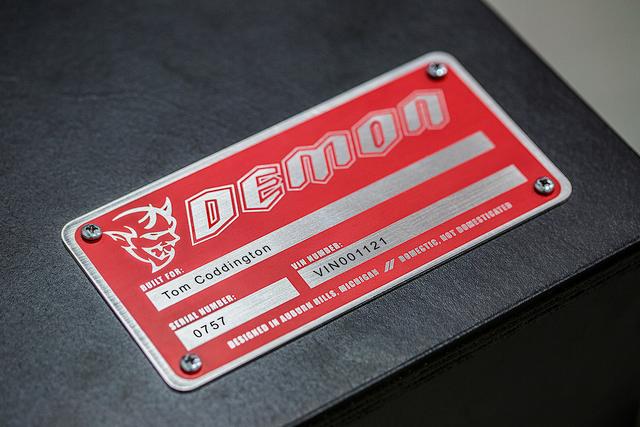 DEMON
BUILT FOR:
Tom Coddington
SERIAL NUMBER:
0757
VIN NUMBER:
VIN001121
DESIGNED IN AUBURN HILLS, MICHIGAN // DOMESTIC, NOT DOMESTICATED